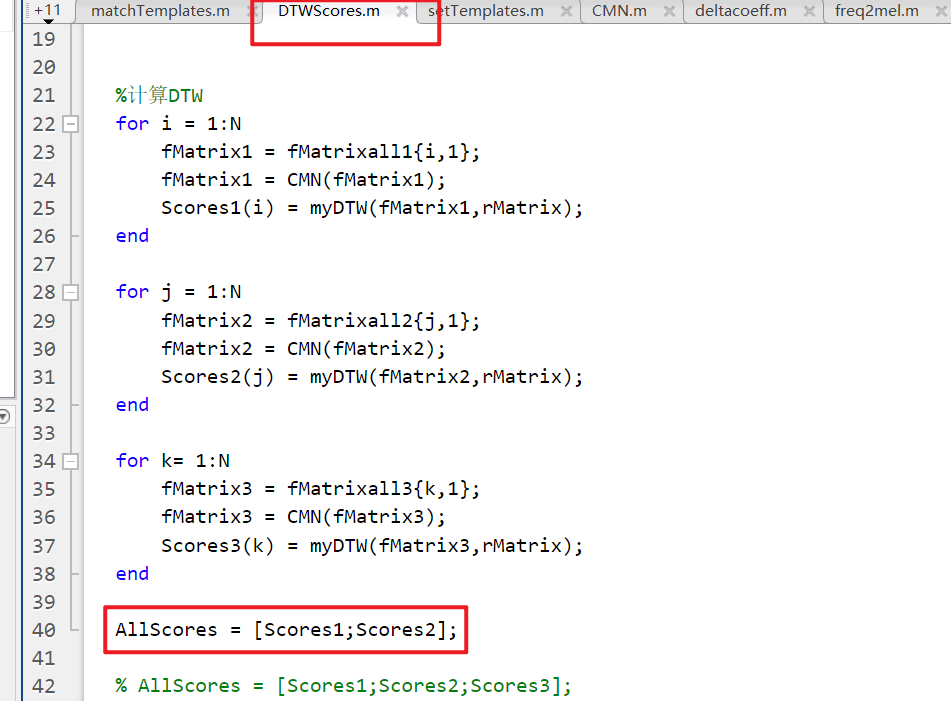 +11 matchTemplates.m DTWScores.m setTemplates.m CMN.m deltacoeff.m freq2mel.m
19
20
21 %计算DTW
22 for i = 1:N
23 fMatrix1 = fMatrixall1{i,1};
24 fMatrix1 = CMN(fMatrix1);
25 Scores1(i) = myDTW(fMatrix1,rMatrix);
26 end
27
28 for j = 1:N
29 fMatrix2 = fMatrixall2{j,1};
30 fMatrix2 = CMN(fMatrix2);
31 Scores2(j) = myDTW(fMatrix2,rMatrix);
32 end
33
34 for k= 1:N
35 fMatrix3 = fMatrixall3{k,1};
36 fMatrix3 = CMN(fMatrix3);
37 Scores3(k) = myDTW(fMatrix3,rMatrix);
38 end
39
40 AllScores = [Scores1;Scores2];
41
42 % AllScores = [Scores1;Scores2;Scores3];